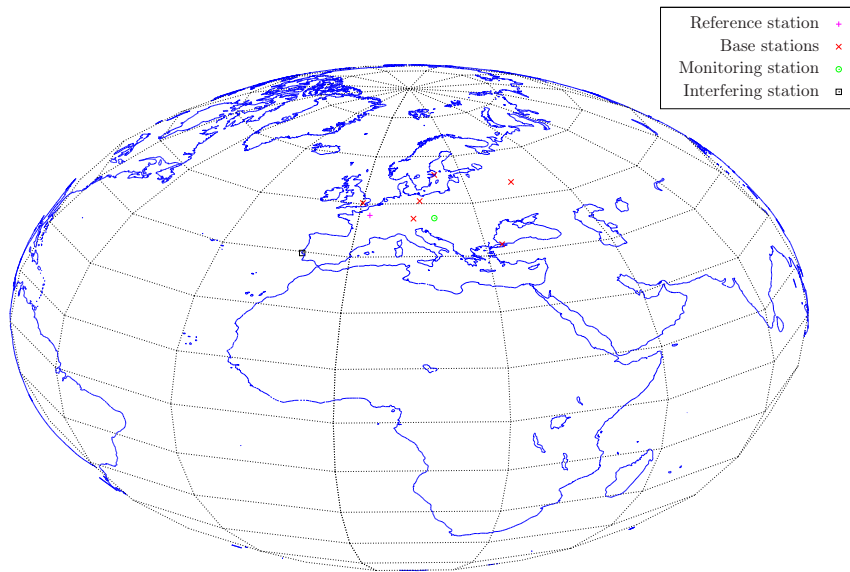 Reference station
Base stations
Monitoring station
Interfering station